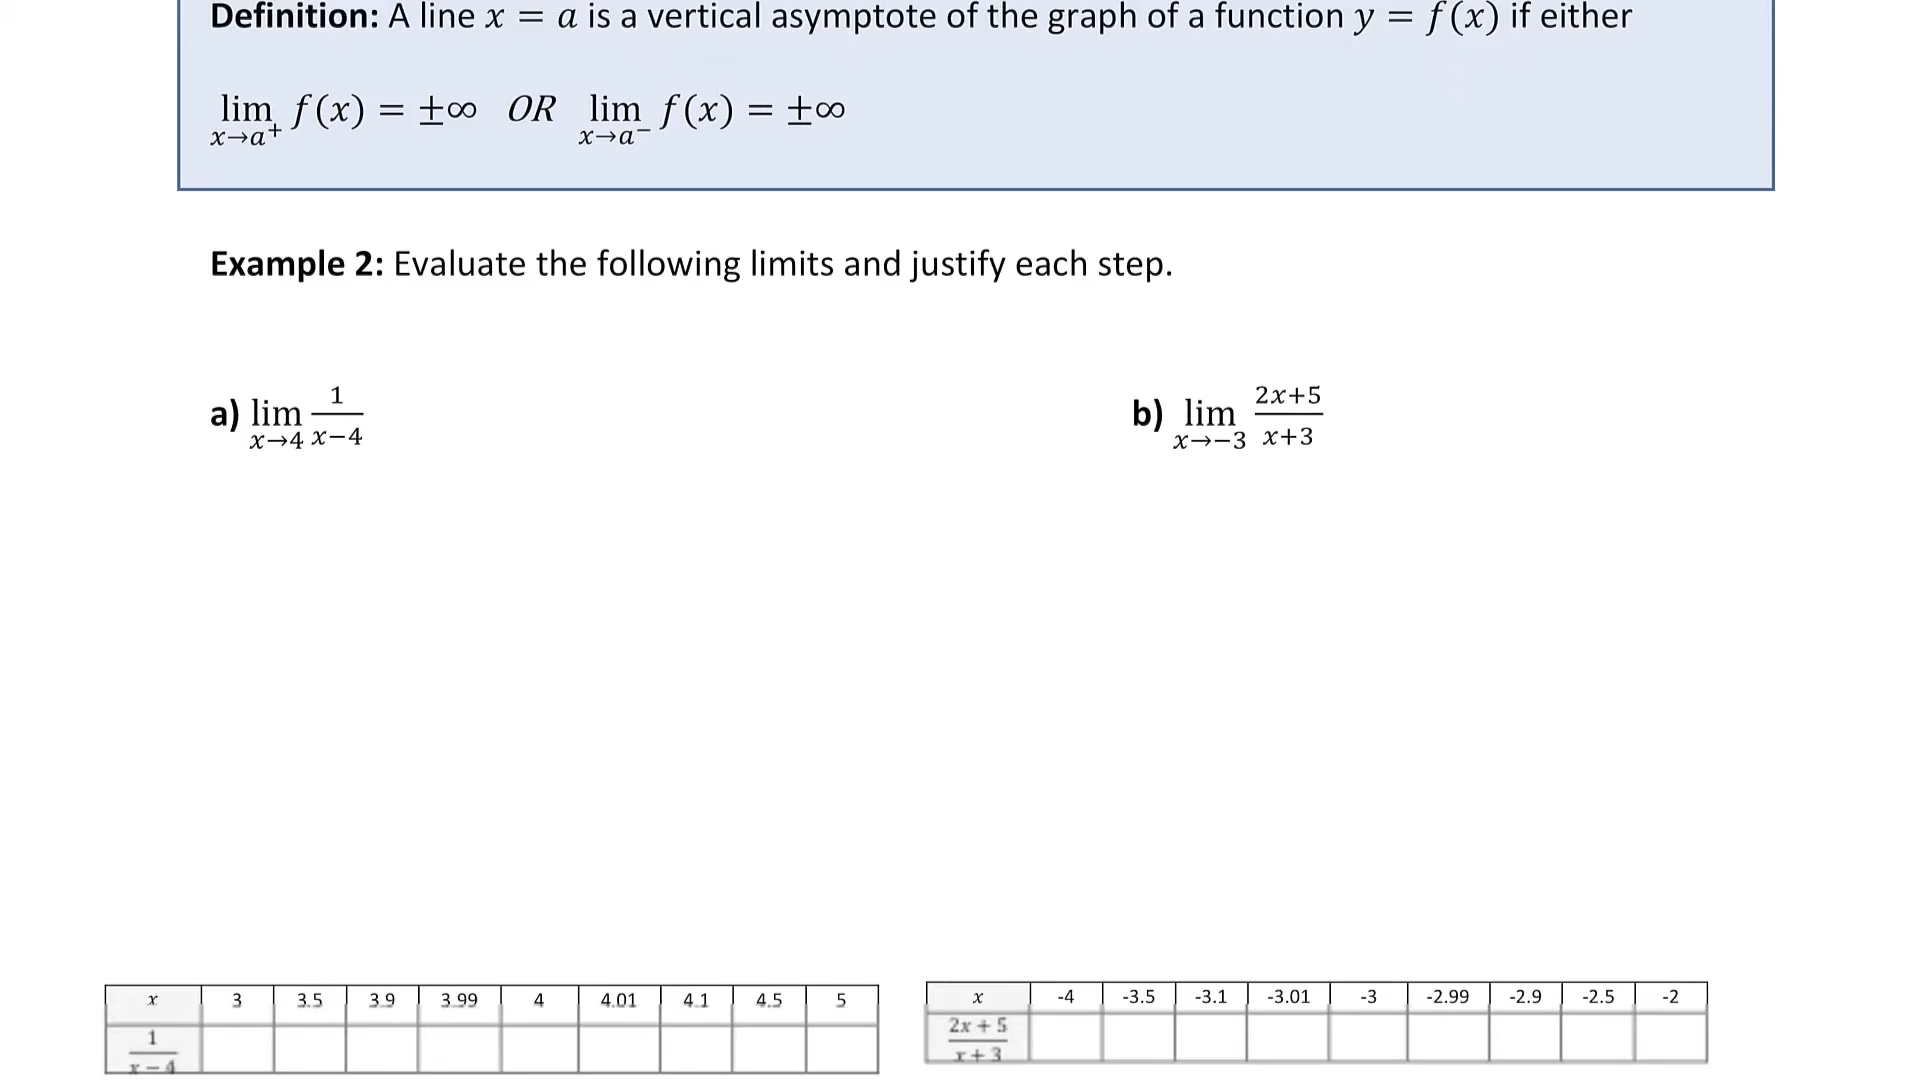 Definition: A line x = a is a vertical asymptote of the graph of a function y = f(x) if either
lim x→a⁺ f(x) = ±∞ OR lim x→a⁻ f(x) = ±∞
Example 2: Evaluate the following limits and justify each step.
a) lim x→4 1/(x−4)
b) lim x→−3 (2x+5)/(x+3)
x 3 3.5 3.9 3.99 4 4.01 4.1 4.5 5
1/(x − 4)
x -4 -3.5 -3.1 -3.01 -3 -2.99 -2.9 -2.5 -2
(2x + 5)/(x + 3)